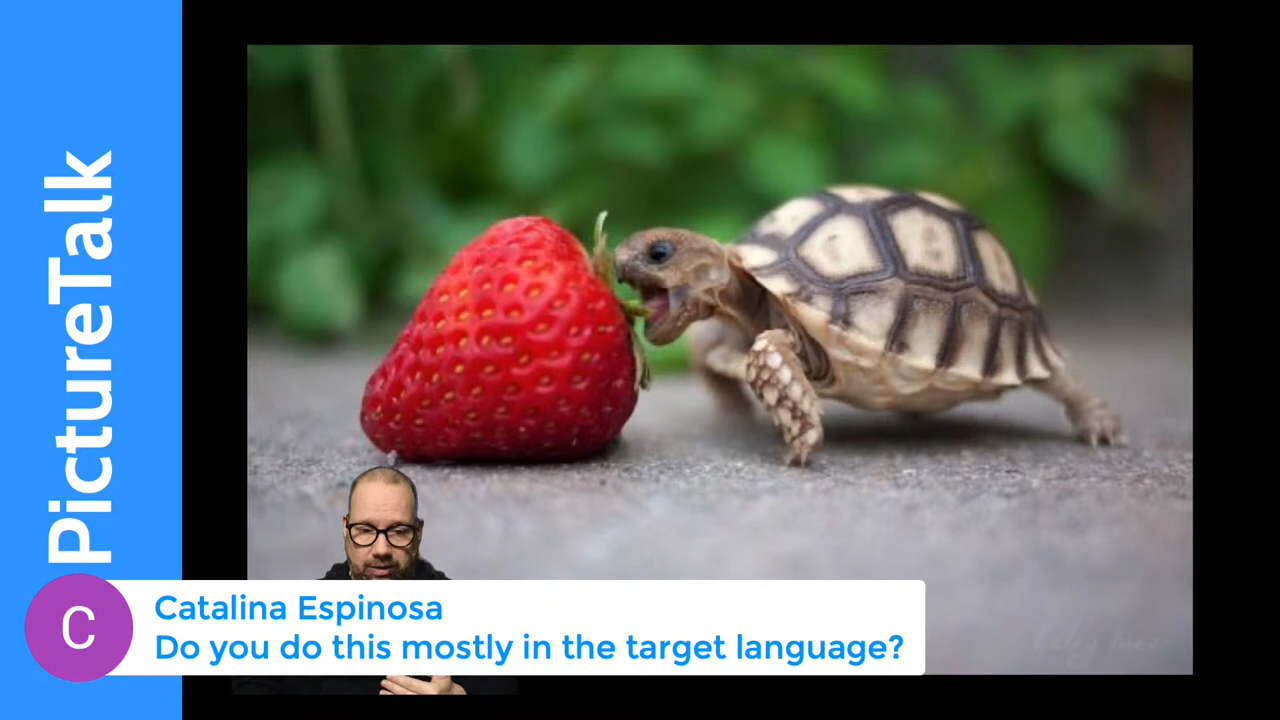 PictureTalk
C
Catalina Espinosa
Do you do this mostly in the target language?